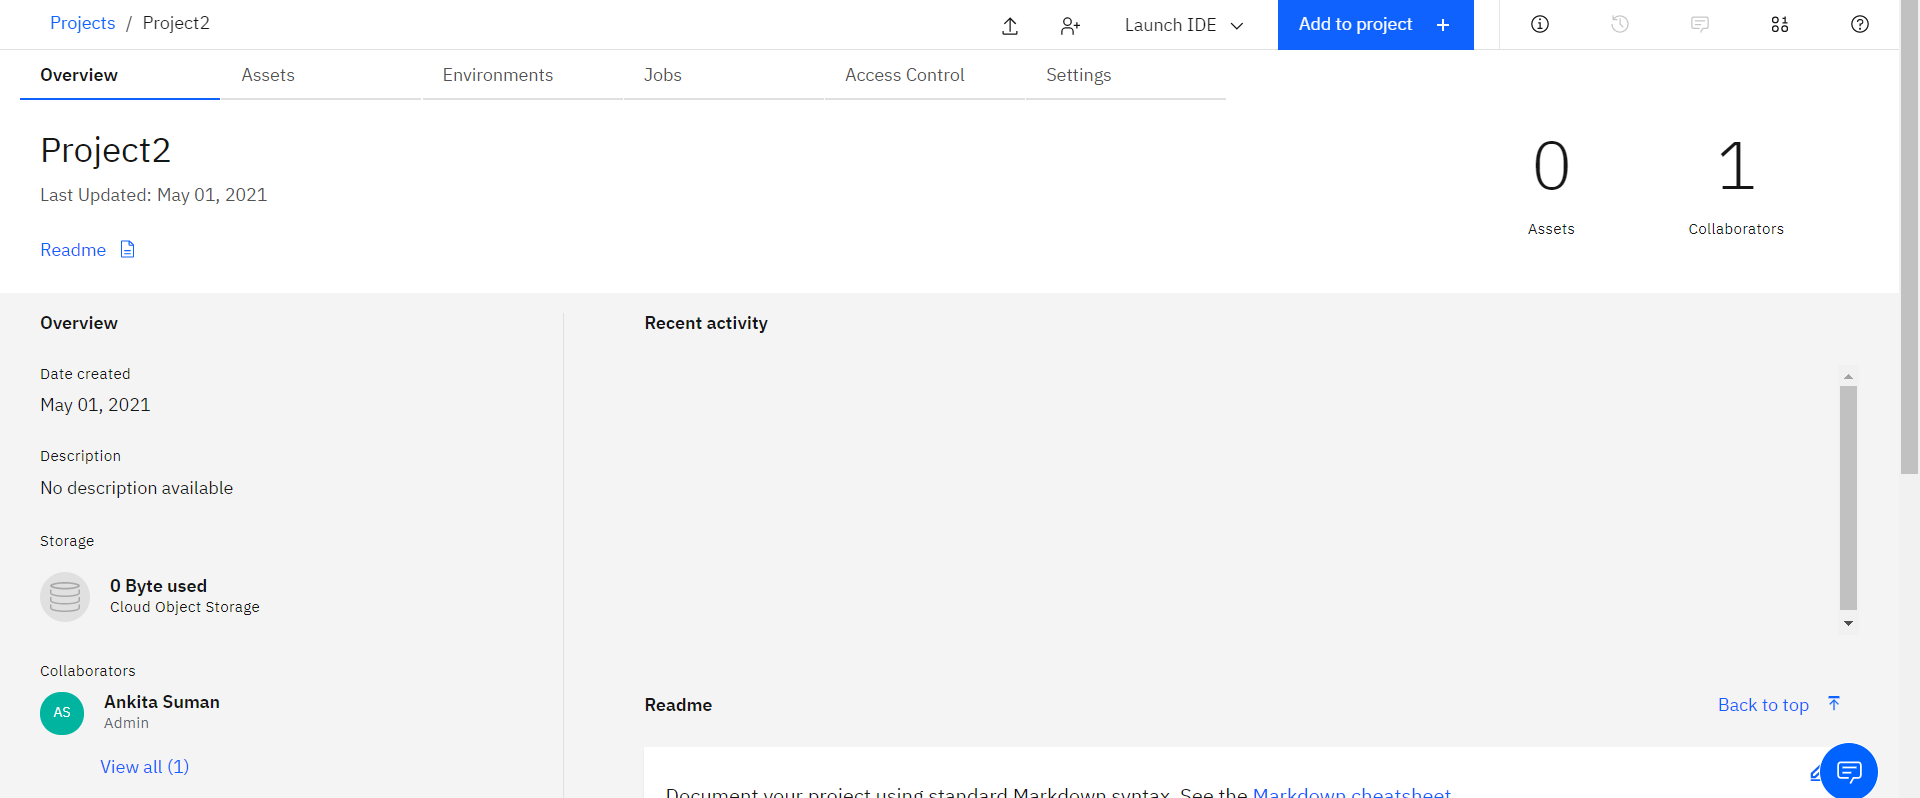 Projects / Project2
Launch IDE
Add to project +
Overview
Assets
Environments
Jobs
Access Control
Settings
Project2
Last Updated: May 01, 2021
Readme
0
Assets
1
Collaborators
Overview
Date created
May 01, 2021
Description
No description available
Storage
0 Byte used
Cloud Object Storage
Collaborators
AS
Ankita Suman
Admin
View all (1)
Recent activity
Readme
Back to top
Document your project using standard Markdown syntax. See the Markdown cheatsheet